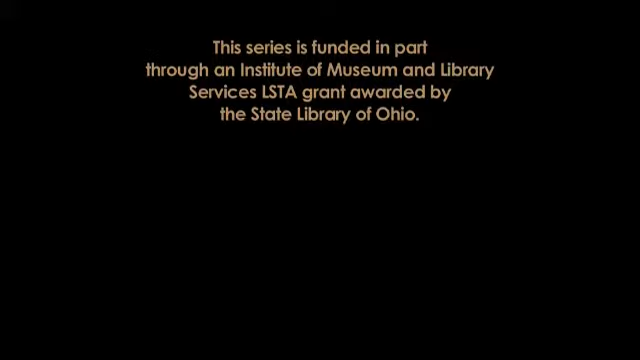 This series is funded in part
through an Institute of Museum and Library
Services LSTA grant awarded by
the State Library of Ohio.